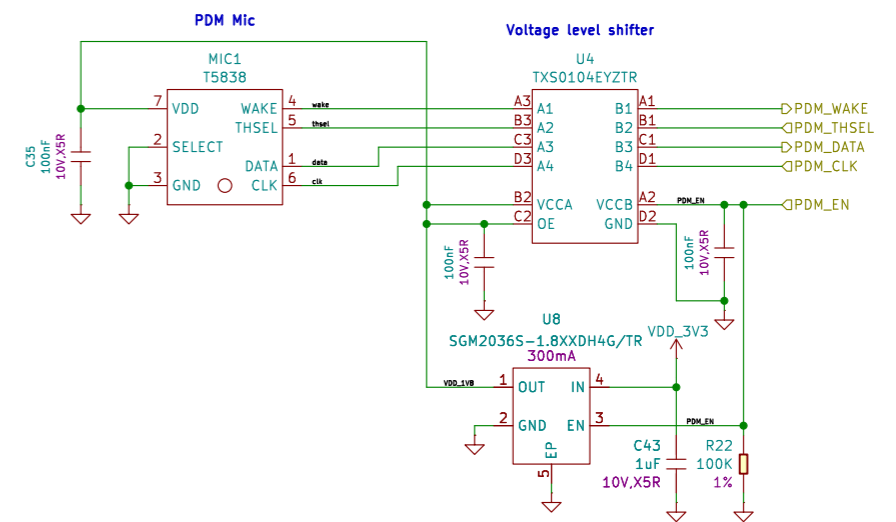 PDM Mic
Voltage level shifter
MIC1
T5838
7 VDD WAKE 4 wake
THSEL 5 thsel
2 SELECT
DATA 1 data
3 GND CLK 6 clk
C35
100nF
10V,X5R
U4
TXS0104EYZTR
A3 A1 B1 A1 PDM_WAKE
B3 A2 B2 B1 PDM_THSEL
C3 A3 B3 C1 PDM_DATA
D3 A4 B4 D1 PDM_CLK
B2 VCCA VCCB A2 PDM_EN PDM_EN
C2 OE GND D2
100nF
10V,X5R
100nF
10V,X5R
U8
SGM2036S-1.8XXDH4G/TR
300mA
VDD_3V3
VDD_1V8 1 OUT IN 4
2 GND EN 3 PDM_EN
EP
5
C43
1uF
10V,X5R
R22
100K
1%